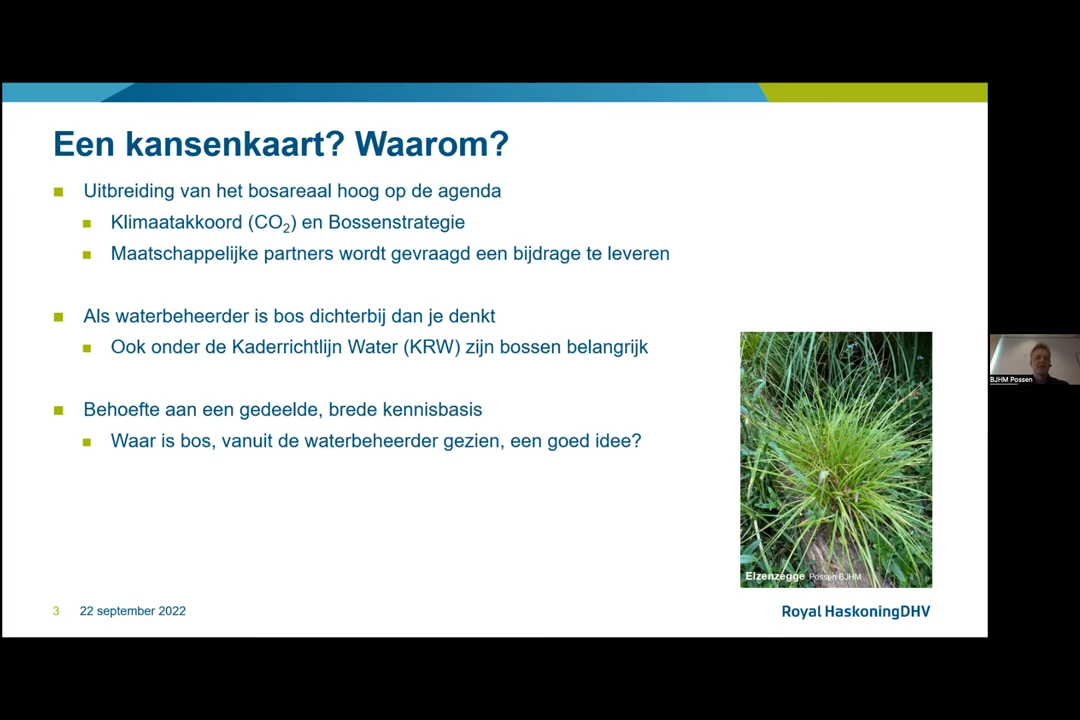 Een kansenkaart? Waarom?
Uitbreiding van het bosareaal hoog op de agenda
Klimaatakkoord (CO₂) en Bossenstrategie
Maatschappelijke partners wordt gevraagd een bijdrage te leveren
Als waterbeheerder is bos dichterbij dan je denkt
Ook onder de Kaderrichtlijn Water (KRW) zijn bossen belangrijk
Behoefte aan een gedeelde, brede kennisbasis
Waar is bos, vanuit de waterbeheerder gezien, een goed idee?
Elzenzegge Possen BJHM
BJHM Possen
3 22 september 2022
Royal HaskoningDHV